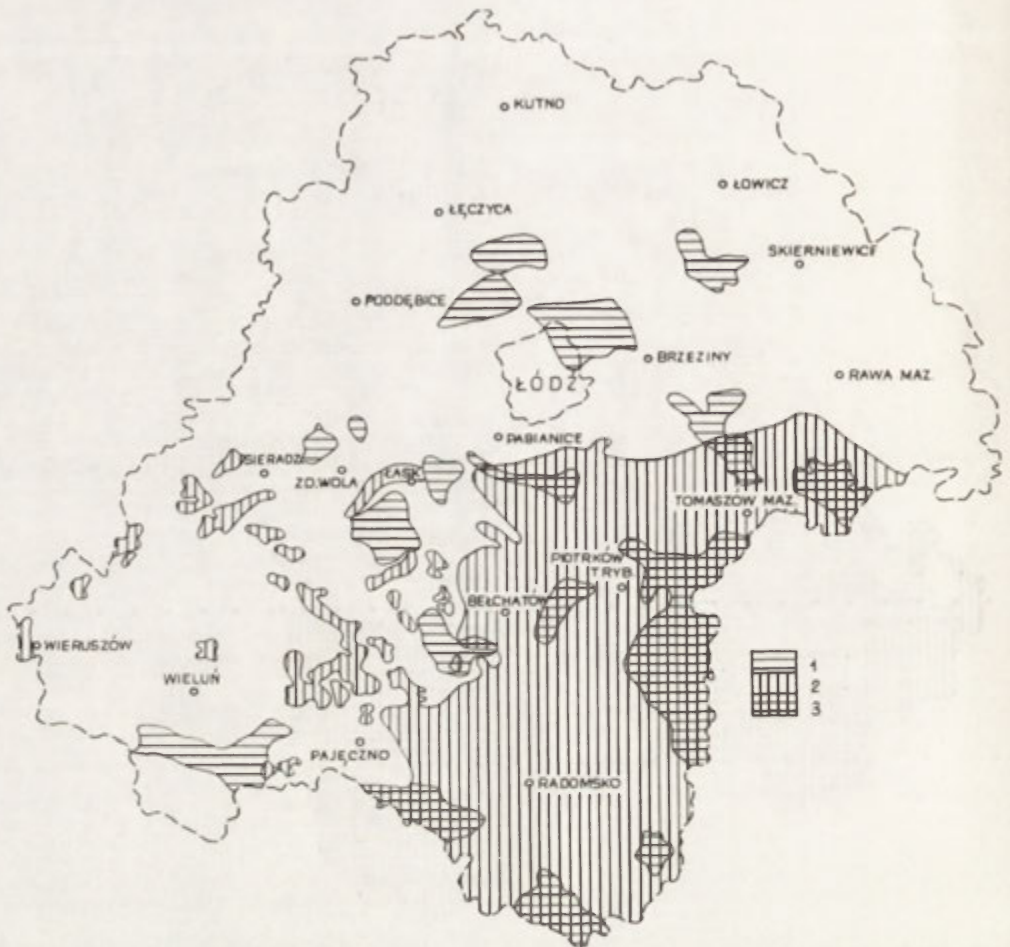 KUTNO
ŁOWICZ
ŁĘCZYCA
SKIERNIEWICE
PODDĘBICE
BRZEZINY
RAWA MAZ.
ŁÓDŹ
PABIANICE
SIERADZ
ZD.WOLA
ŁASK
TOMASZÓW MAZ.
PIOTRKÓW
TRYB.
BEŁCHATÓW
WIERUSZÓW
WIELUŃ
1
2
3
PAJĘCZNO
RADOMSKO